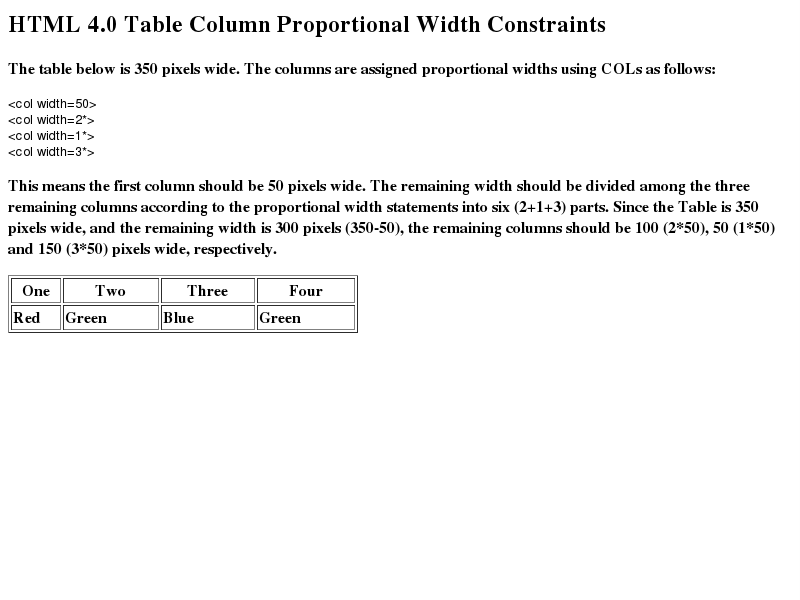 HTML 4.0 Table Column Proportional Width Constraints
The table below is 350 pixels wide. The columns are assigned proportional widths using COLs as follows:
<col width=50>
<col width=2*>
<col width=1*>
<col width=3*>
This means the first column should be 50 pixels wide. The remaining width should be divided among the three
remaining columns according to the proportional width statements into six (2+1+3) parts. Since the Table is 350
pixels wide, and the remaining width is 300 pixels (350-50), the remaining columns should be 100 (2*50), 50 (1*50)
and 150 (3*50) pixels wide, respectively.
One Two Three Four
Red Green Blue Green